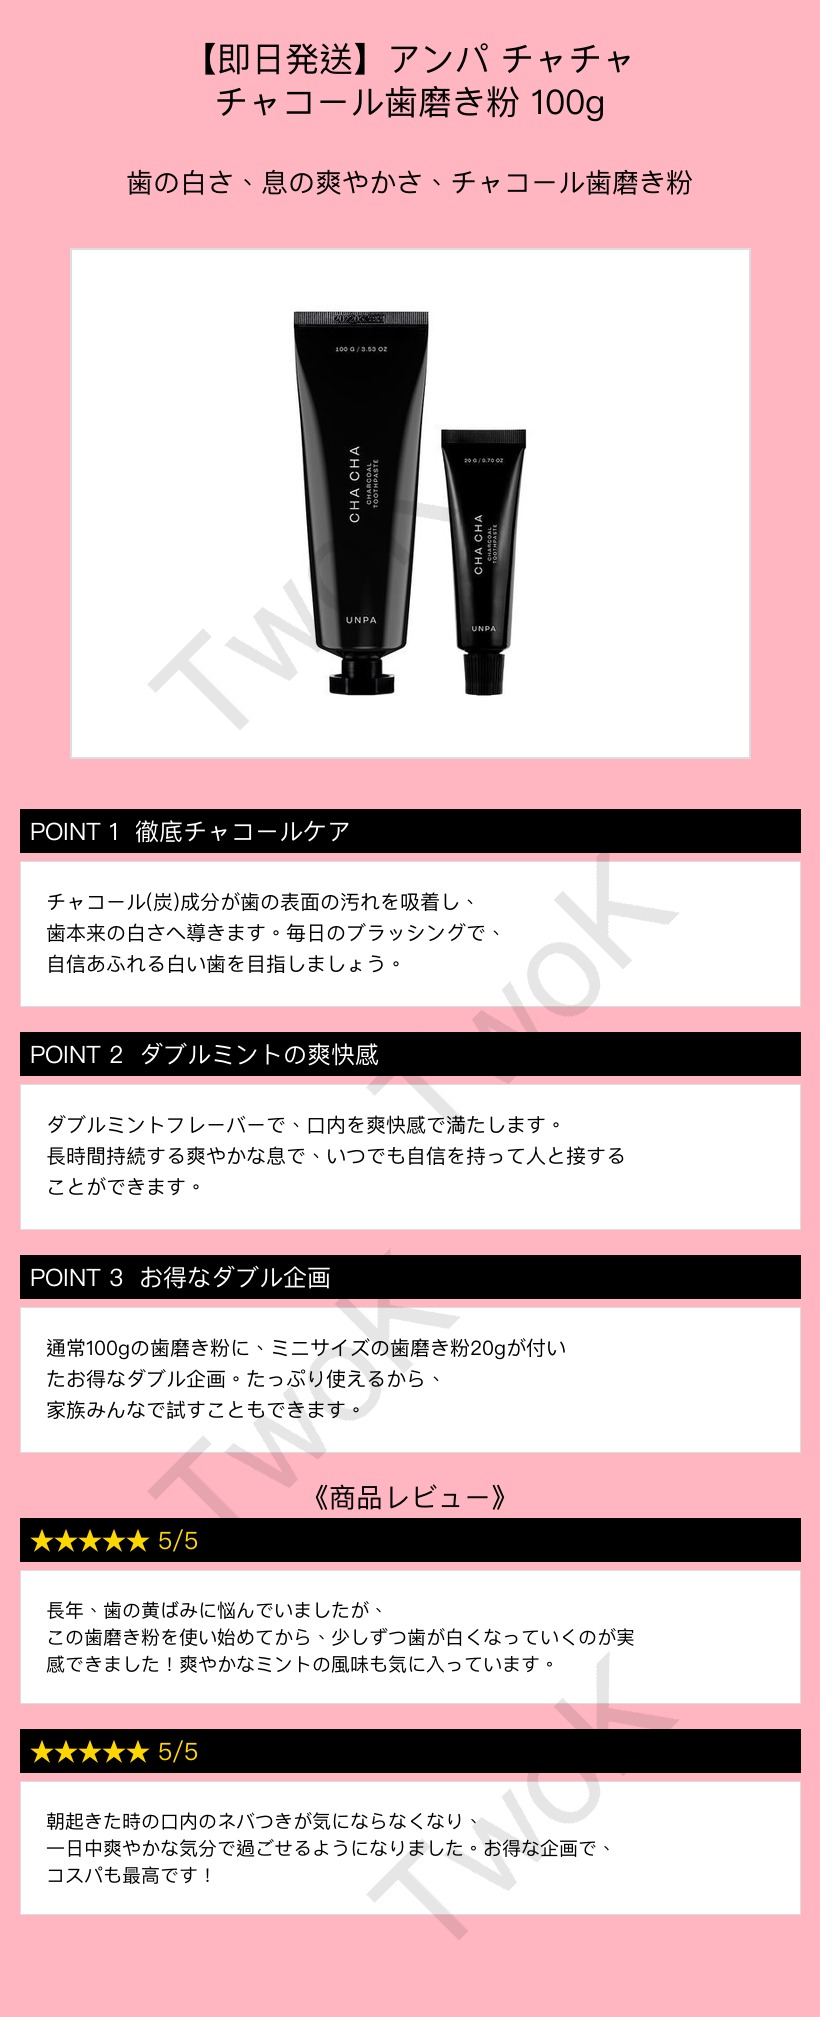 【即日発送】アンパ チャチャ
チャコール歯磨き粉 100g
歯の白さ、息の爽やかさ、チャコール歯磨き粉
100 G / 3.53 OZ
CHA CHA
CHARCOAL
TOOTHPASTE
UNPA
20 G / 0.70 OZ
CHA CHA
CHARCOAL
TOOTHPASTE
UNPA
TwoK
POINT 1 徹底チャコールケア
チャコール(炭)成分が歯の表面の汚れを吸着し、
歯本来の白さへ導きます。毎日のブラッシングで、
自信あふれる白い歯を目指しましょう。
TwoK
POINT 2 ダブルミントの爽快感
ダブルミントフレーバーで、口内を爽快感で満たします。
長時間持続する爽やかな息で、いつでも自信を持って人と接する
ことができます。
POINT 3 お得なダブル企画
通常100gの歯磨き粉に、ミニサイズの歯磨き粉20gが付い
たお得なダブル企画。たっぷり使えるから、
家族みんなで試すこともできます。
TwoK
《商品レビュー》
★★★★★ 5/5
長年、歯の黄ばみに悩んでいましたが、
この歯磨き粉を使い始めてから、少しずつ歯が白くなっていくのが実
感できました！爽やかなミントの風味も気に入っています。
★★★★★ 5/5
朝起きた時の口内のネバつきが気にならなくなり、
一日中爽やかな気分で過ごせるようになりました。お得な企画で、
コスパも最高です！
TwoK